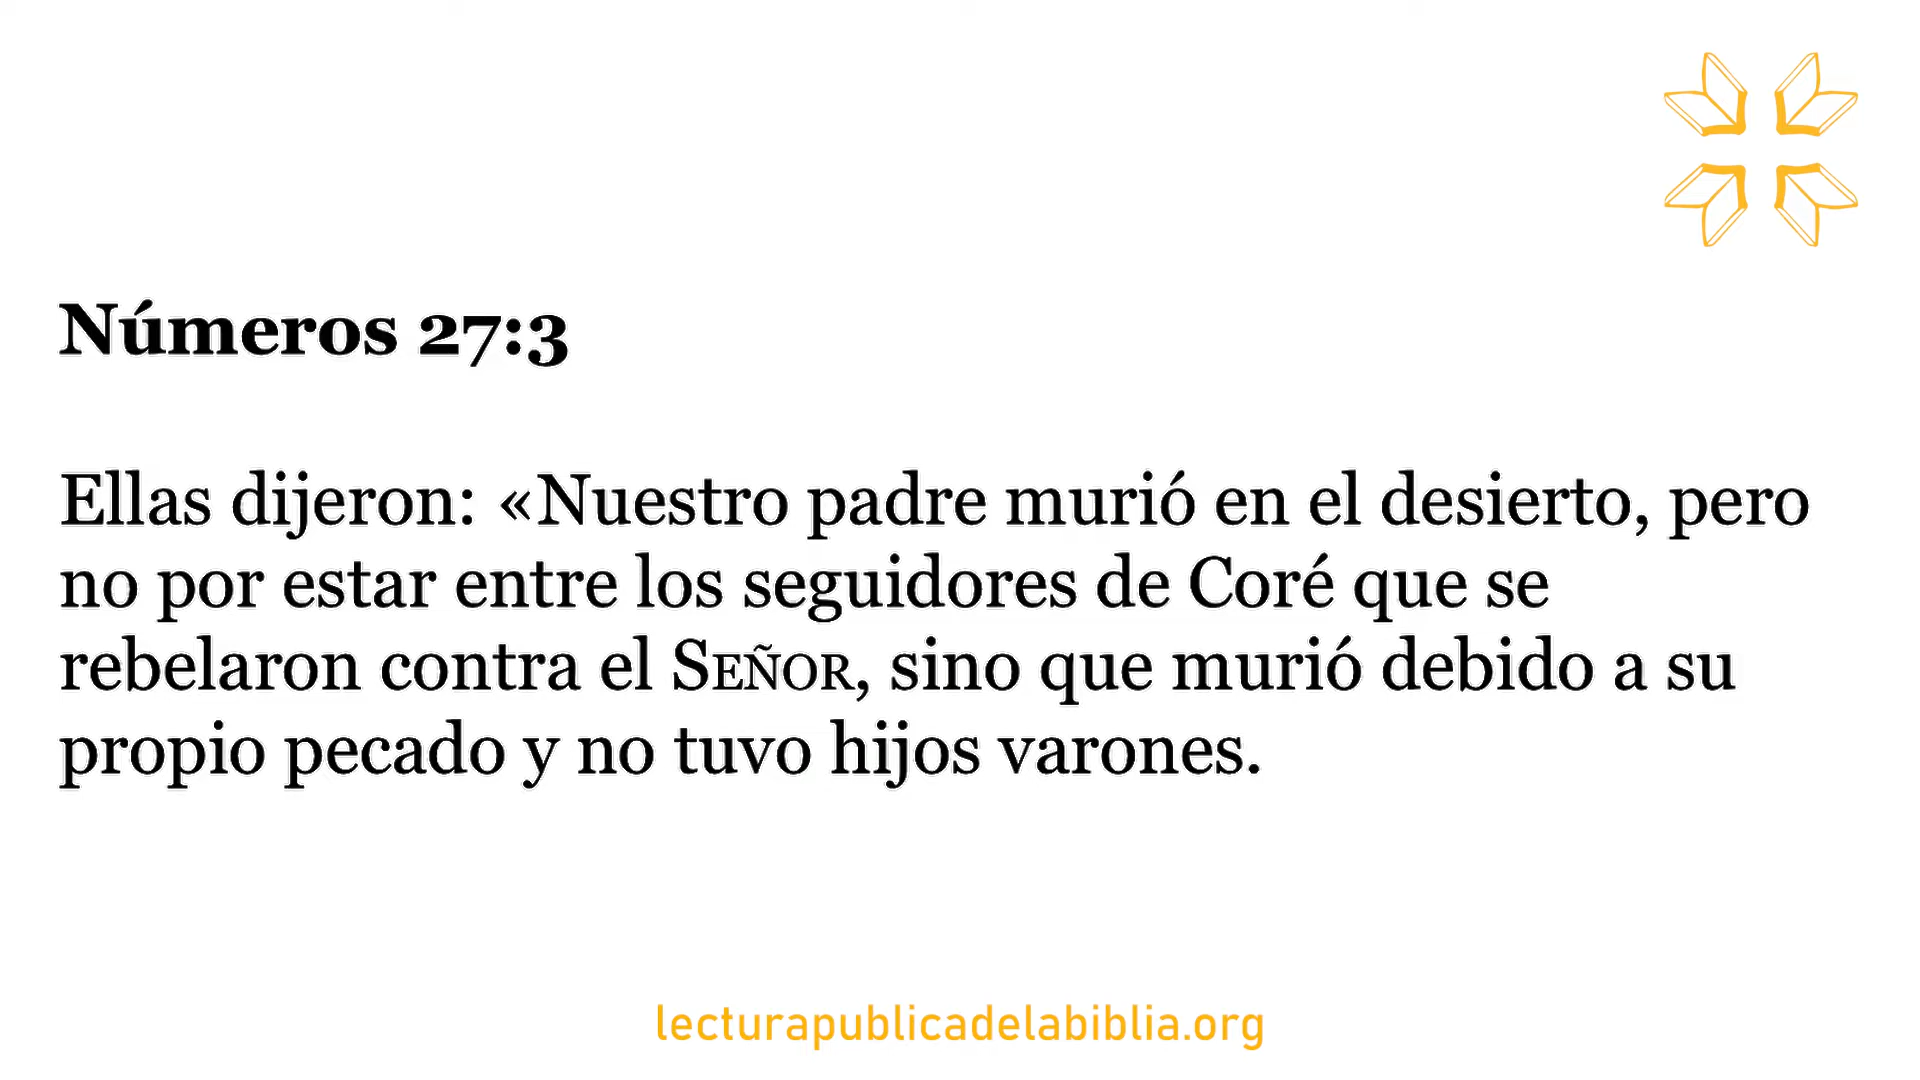 Números 27:3
Ellas dijeron: «Nuestro padre murió en el desierto, pero
no por estar entre los seguidores de Coré que se
rebelaron contra el SEÑOR, sino que murió debido a su
propio pecado y no tuvo hijos varones.
lecturapublicadelabiblia.org